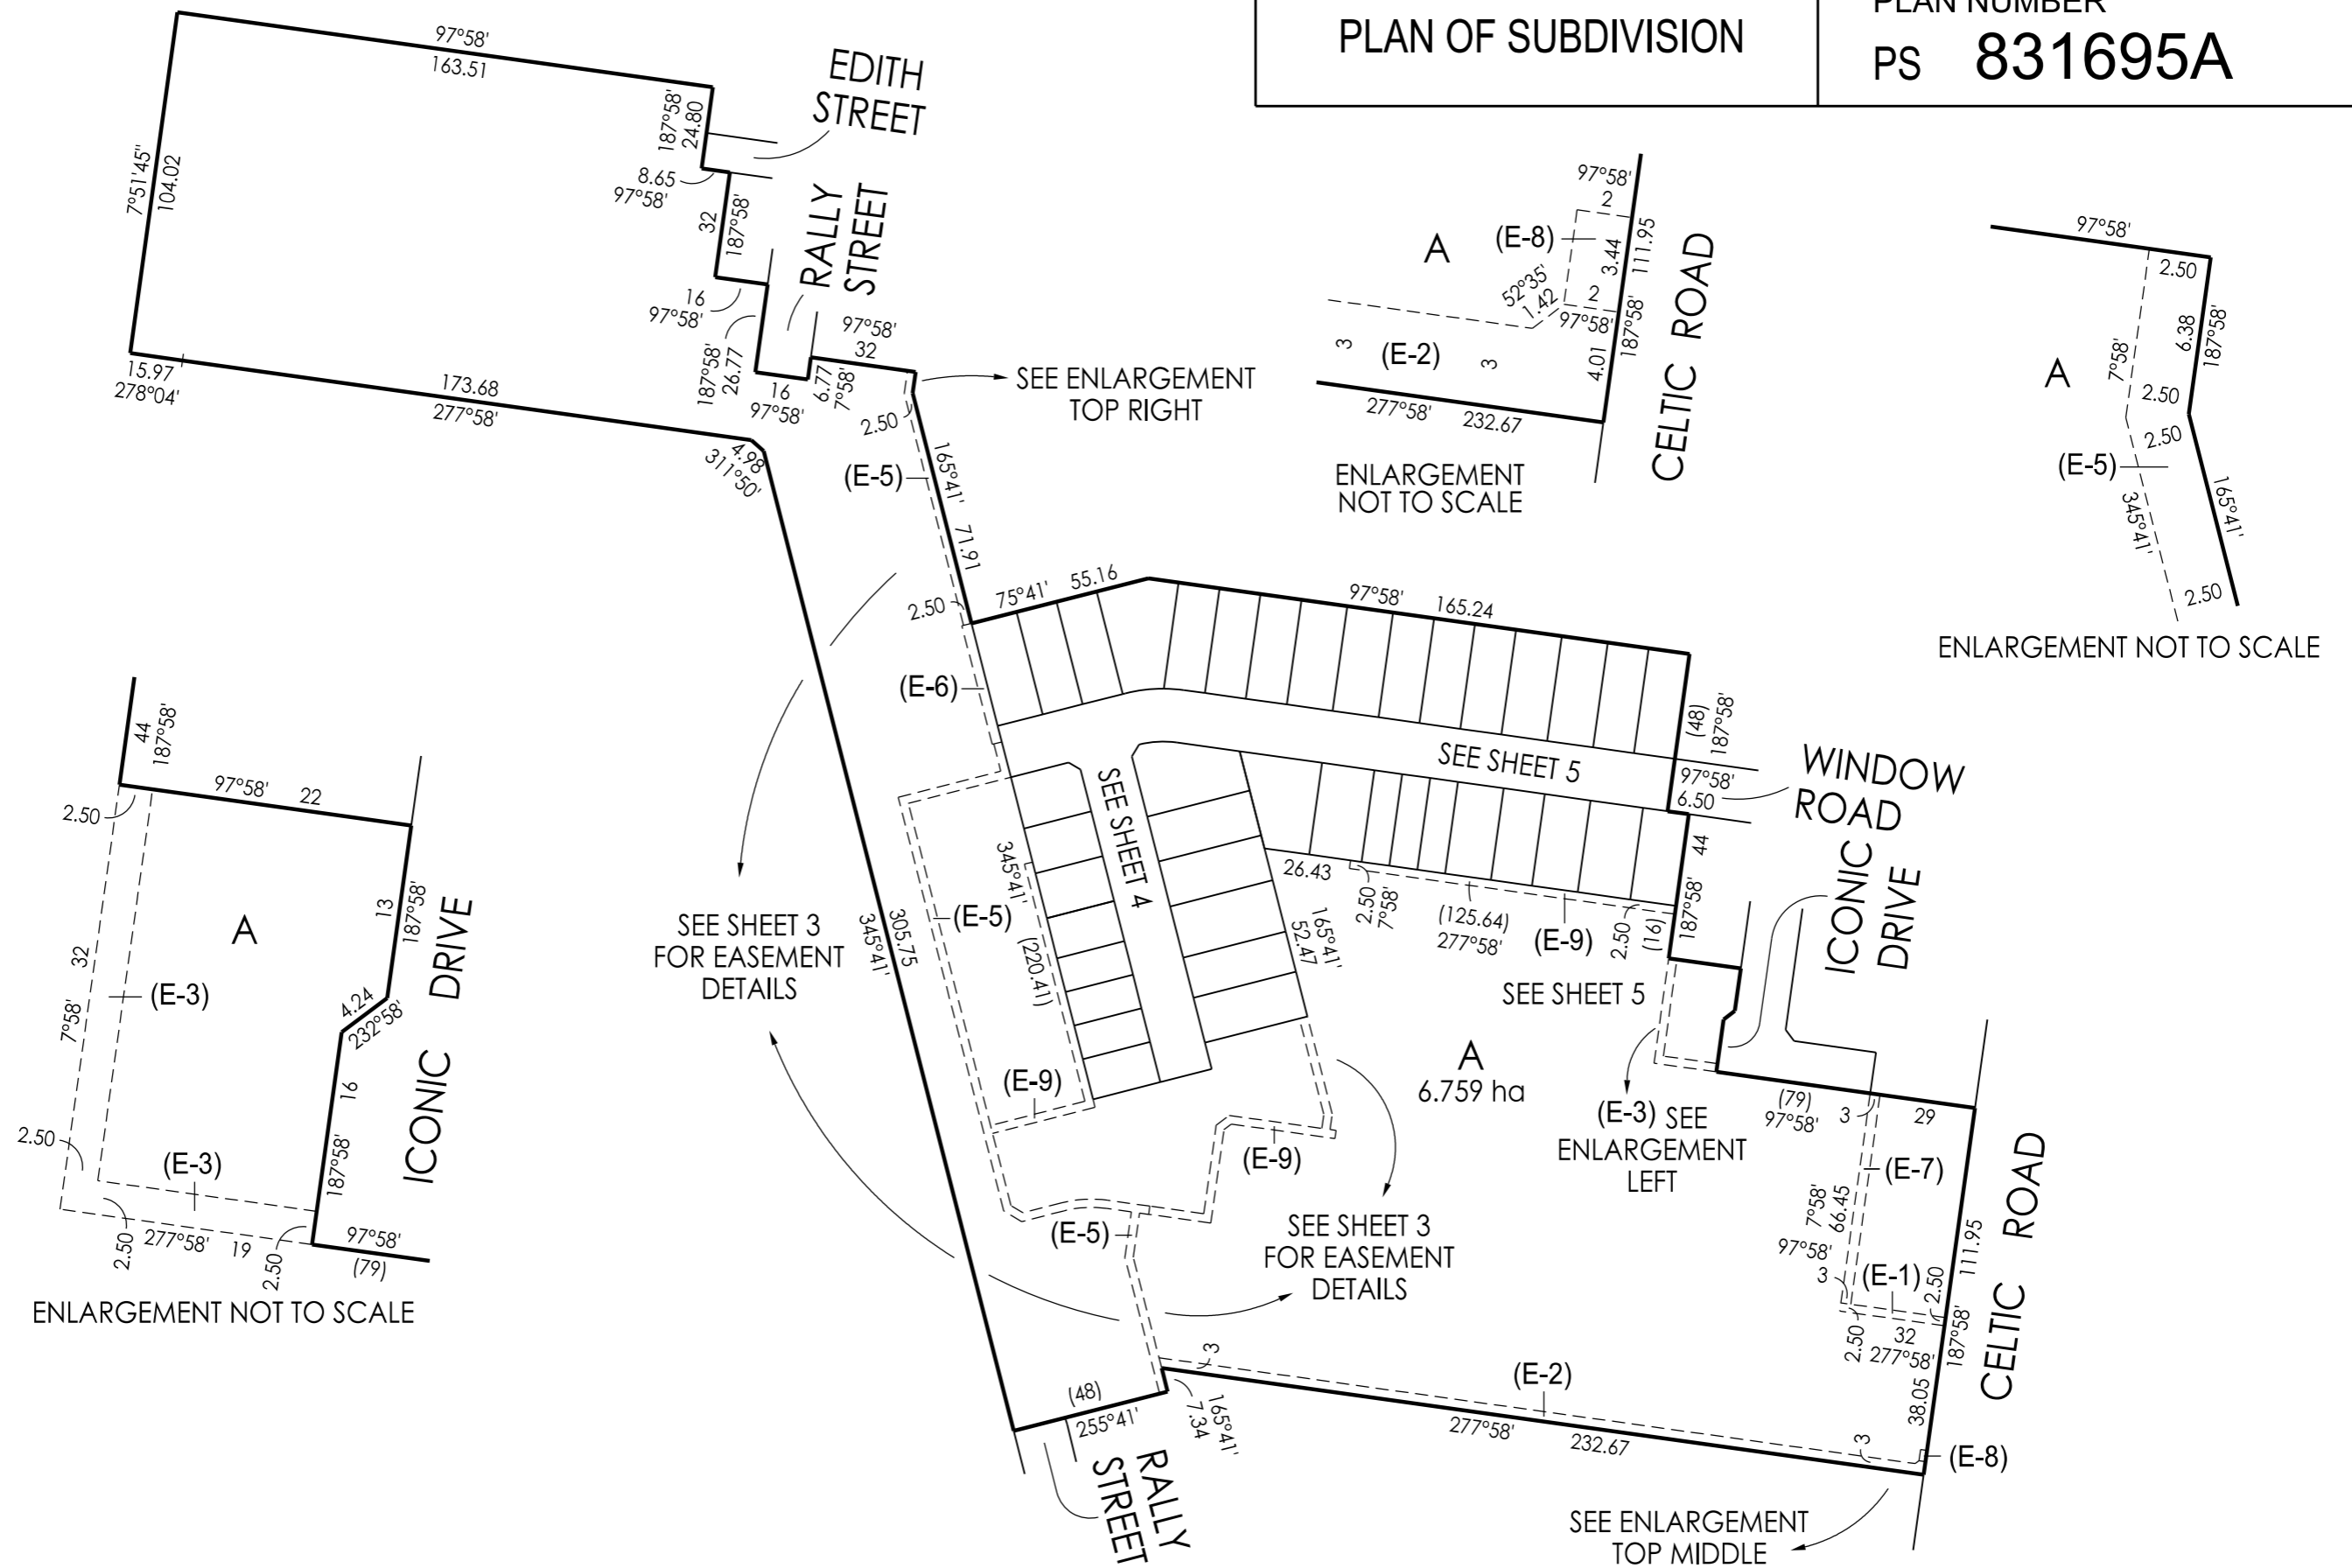 PLAN OF SUBDIVISION
PLAN NUMBER
PS 831695A
97°58'
163.51
EDITH
STREET
187°58'
24.80
8.65
97°58'
7°51'45"
104.02
32
187°58'
RALLY
STREET
16
97°58'
187°58'
26.77
16
97°58'
6.77
7°58'
97°58'
32
15.97
278°04'
173.68
277°58'
4.98
311°50'
2.50
SEE ENLARGEMENT
TOP RIGHT
(E-5)
165°41'
71.91
2.50
97°58'
2
A
(E-8)
3.44
111.95
52°35'
1.42
2
97°58'
187°58'
3
(E-2)
3
4.01
277°58'
232.67
CELTIC ROAD
ENLARGEMENT
NOT TO SCALE
97°58'
2.50
6.38
187°58'
7°58'
A
2.50
2.50
(E-5)
345°41'
165°41'
2.50
ENLARGEMENT NOT TO SCALE
75°41'
55.16
97°58'
165.24
(E-6)
(48)
187°58'
SEE SHEET 5
97°58'
6.50
WINDOW
ROAD
44
187°58'
97°58'
22
2.50
13
187°58'
A
32
7°58'
(E-3)
4.24
232°58'
ICONIC DRIVE
16
187°58'
2.50
(E-3)
2.50
277°58'
19
2.50
97°58'
(79)
ENLARGEMENT NOT TO SCALE
SEE SHEET 4
345°41'
(220.41)
SEE SHEET 3
FOR EASEMENT
DETAILS
305.75
345°41'
(E-5)
26.43
2.50
7°58'
(125.64)
277°58'
(E-9)
2.50
(16)
44
187°58'
165°41'
52.47
ICONIC
DRIVE
SEE SHEET 5
(E-9)
A
6.759 ha
(E-3) SEE
ENLARGEMENT
LEFT
(79)
97°58'
3
29
(E-9)
(E-7)
7°58'
66.45
97°58'
3
(E-1)
2.50
111.95
CELTIC ROAD
2.50
32
277°58'
187°58'
38.05
(E-5)
SEE SHEET 3
FOR EASEMENT
DETAILS
(48)
255°41'
3
165°41'
7.34
(E-2)
277°58'
232.67
3
(E-8)
RALLY
STREET
SEE ENLARGEMENT
TOP MIDDLE